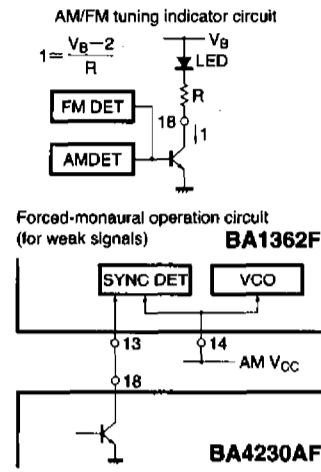 AM/FM tuning indicator circuit
1=VB−2/R
VB
LED
R
FM DET
18
1
AMDET
Forced-monaural operation circuit
(for weak signals)
BA1362F
SYNC DET
VCO
13
14
AM VCC
18
BA4230AF